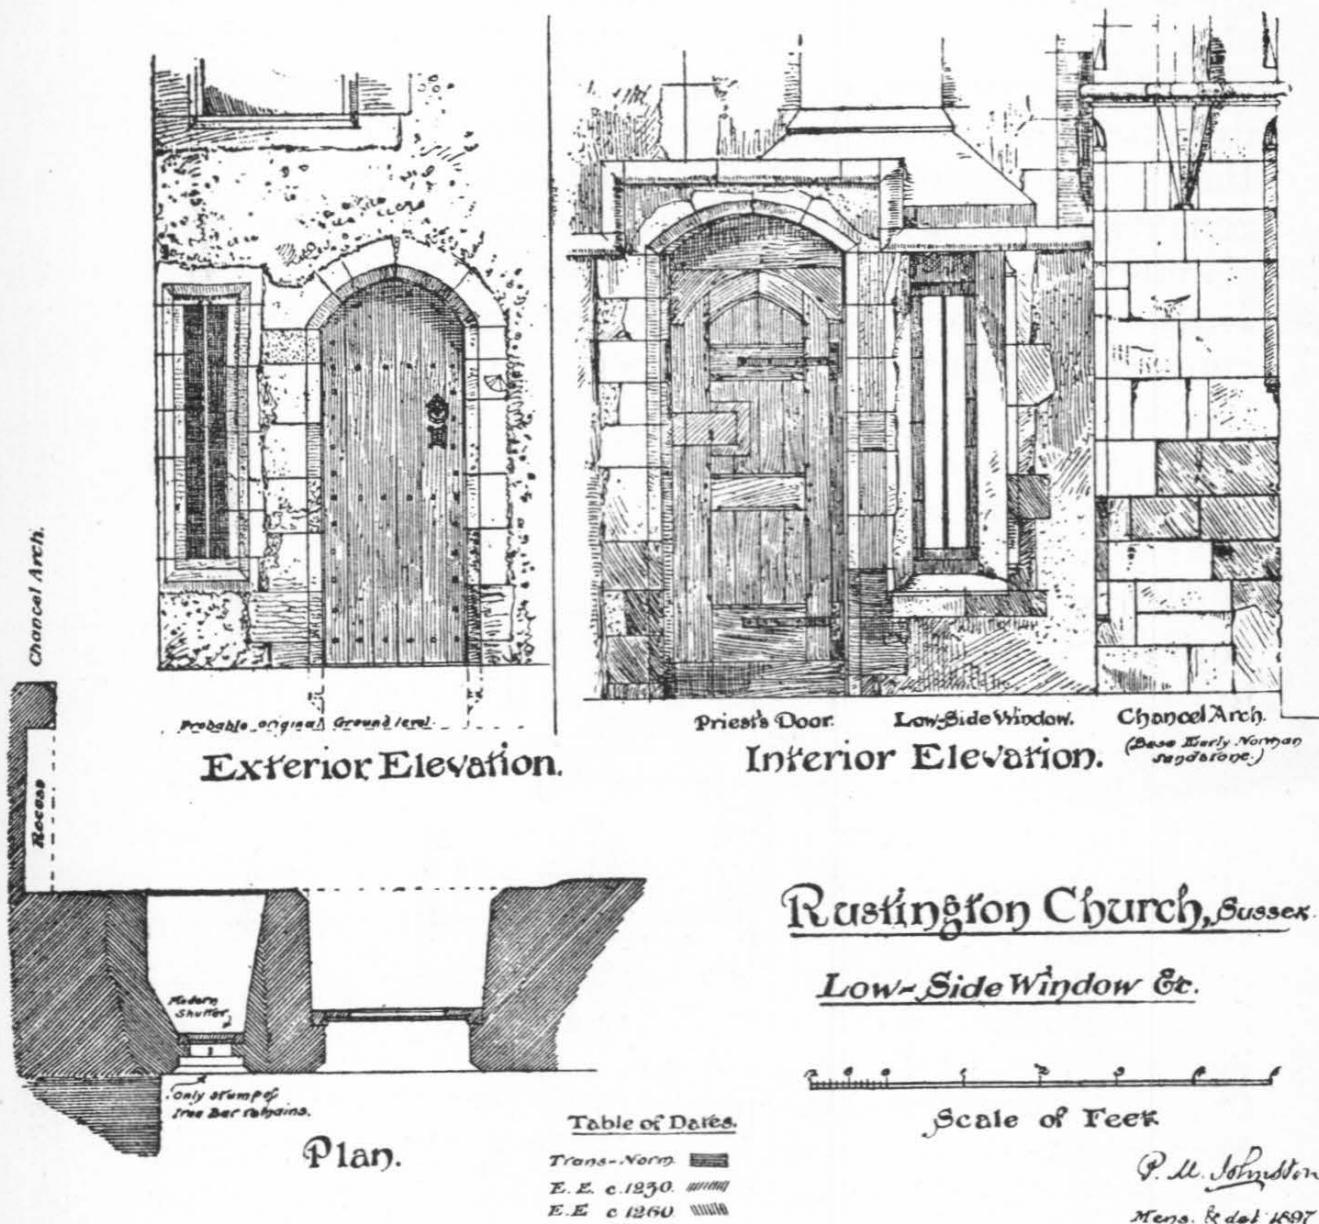 Probable original Ground level.
Exterior Elevation.
Priest's Door.
Low-Side Window.
Chancel Arch.
(Base Early Norman
sandstone.)
Interior Elevation.
Chancel Arch.
Recess
Modern
Shutter
Only stump of
Iron Bar remains.
Plan.
Rustington Church, Sussex.
Low-Side Window &c.
Scale of Feet
Table of Dates.
Trans-Norm
E.E. c.1230.
E.E c 1260
P. M. Johnston
Mens. & del. 1897